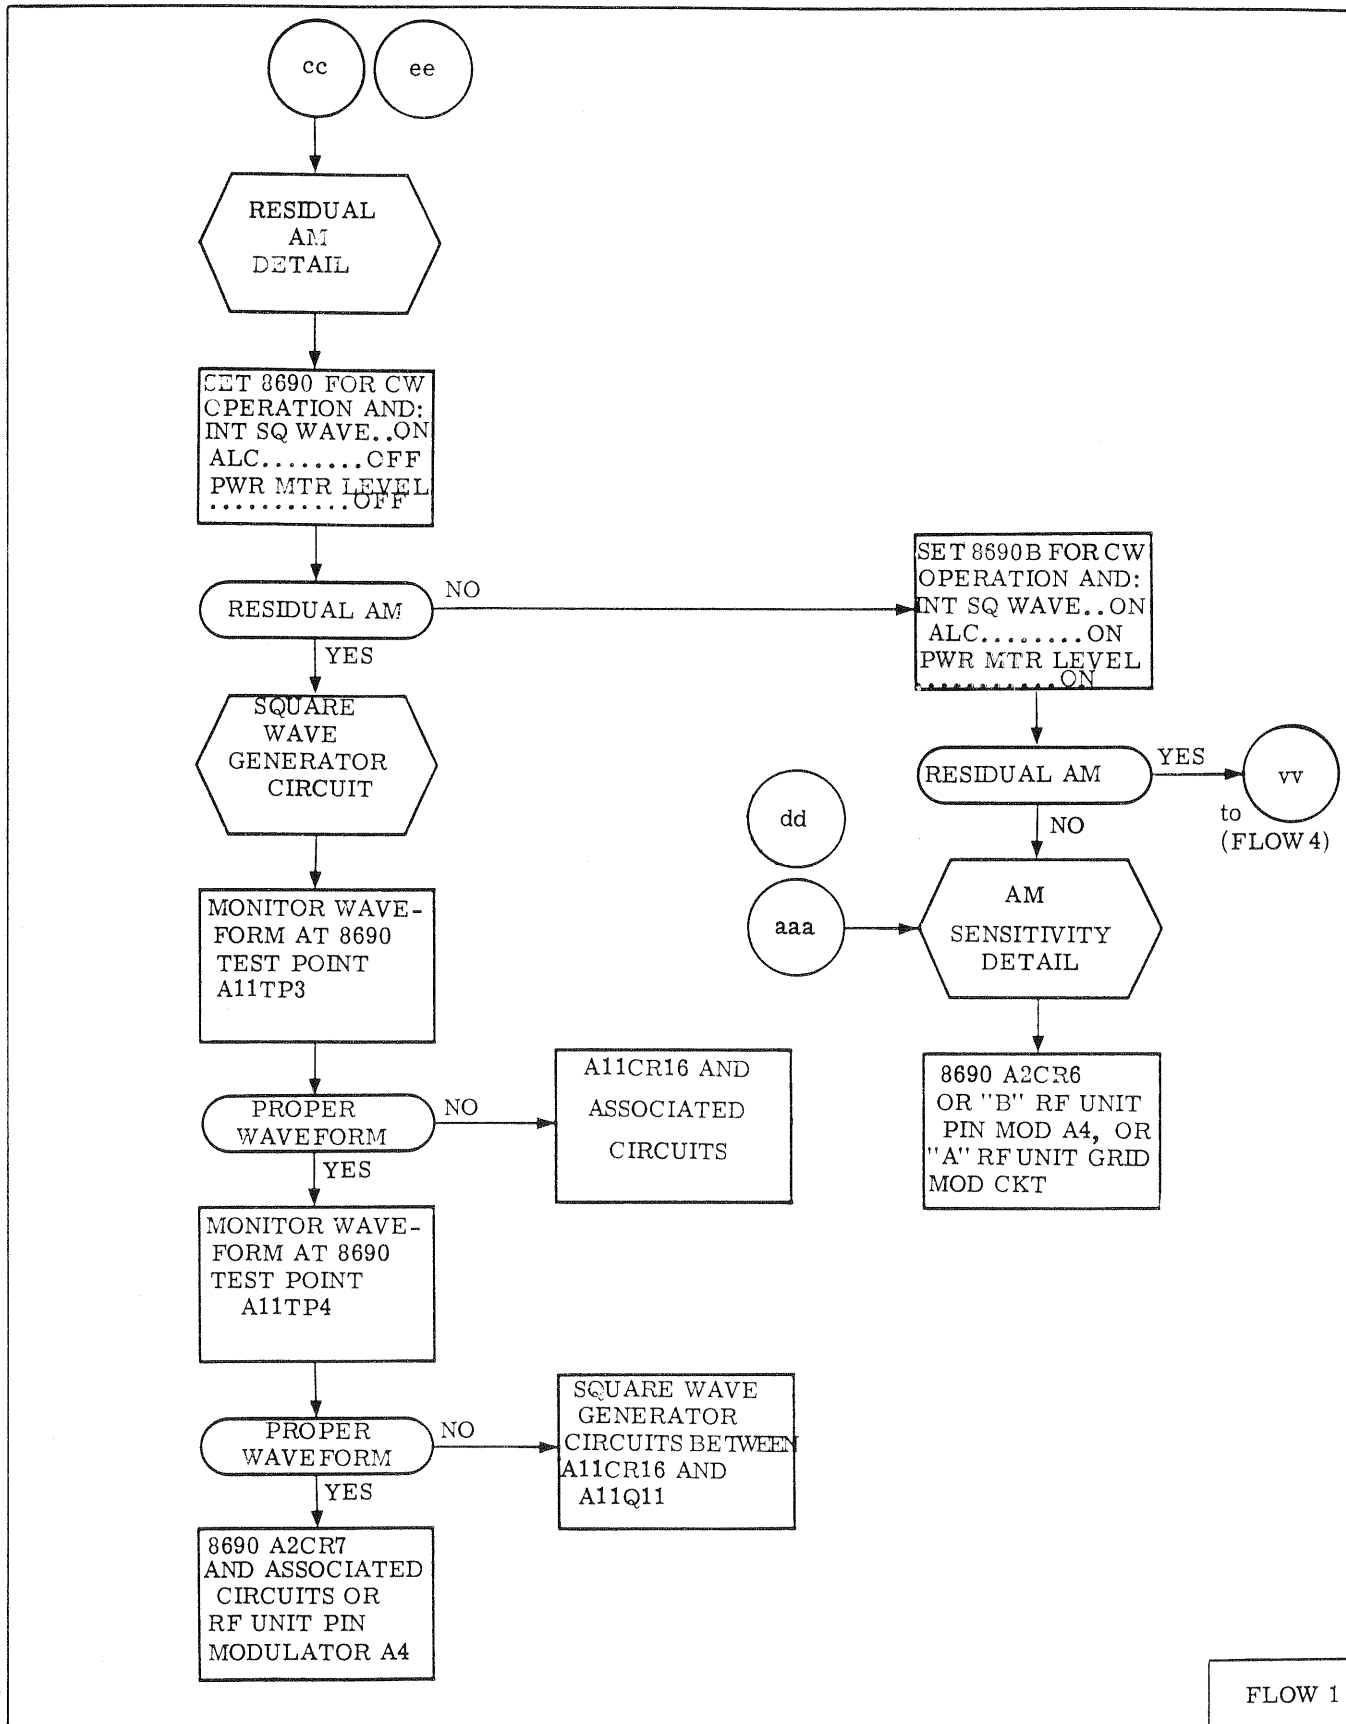 cc
ee
RESIDUAL
AM
DETAIL
SET 8690 FOR CW
OPERATION AND:
INT SQ WAVE..ON
ALC........OFF
PWR MTR LEVEL
...........OFF
RESIDUAL AM
NO
YES
SQUARE
WAVE
GENERATOR
CIRCUIT
MONITOR WAVE-
FORM AT 8690
TEST POINT
A11TP3
PROPER
WAVEFORM
NO
YES
A11CR16 AND
ASSOCIATED
CIRCUITS
MONITOR WAVE-
FORM AT 8690
TEST POINT
A11TP4
PROPER
WAVEFORM
NO
YES
SQUARE WAVE
GENERATOR
CIRCUITS BETWEEN
A11CR16 AND
A11Q11
8690 A2CR7
AND ASSOCIATED
CIRCUITS OR
RF UNIT PIN
MODULATOR A4
SET 8690B FOR CW
OPERATION AND:
INT SQ WAVE..ON
ALC........ON
PWR MTR LEVEL
..........ON
RESIDUAL AM
YES
vv
to
(FLOW 4)
NO
dd
aaa
AM
SENSITIVITY
DETAIL
8690 A2CR6
OR "B" RF UNIT
PIN MOD A4, OR
"A" RF UNIT GRID
MOD CKT
FLOW 1